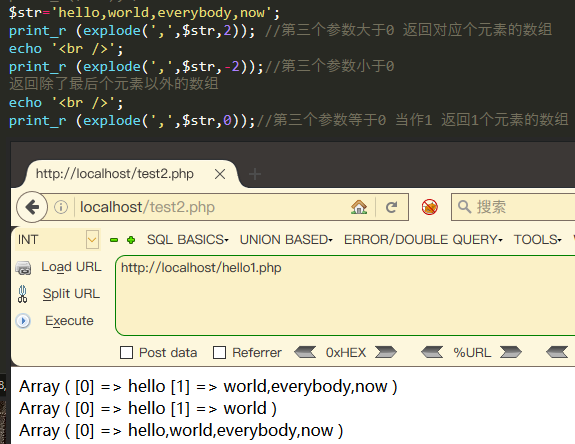 $str='hello,world,everybody,now';
print_r (explode(',',$str,2)); //第三个参数大于0 返回对应个元素的数组
echo '<br />';
print_r (explode(',',$str,-2));//第三个参数小于0
返回除了最后个元素以外的数组
echo '<br />';
print_r (explode(',',$str,0));//第三个参数等于0 当作1 返回1个元素的数组
http://localhost/test2.php
localhost/test2.php
搜索
INT
SQL BASICS
UNION BASED
ERROR/DOUBLE QUERY
TOOLS
Load URL
http://localhost/hello1.php
Split URL
Execute
Post data
Referrer
0xHEX
%URL
Array ( [0] => hello [1] => world,everybody,now )
Array ( [0] => hello [1] => world )
Array ( [0] => hello,world,everybody,now )